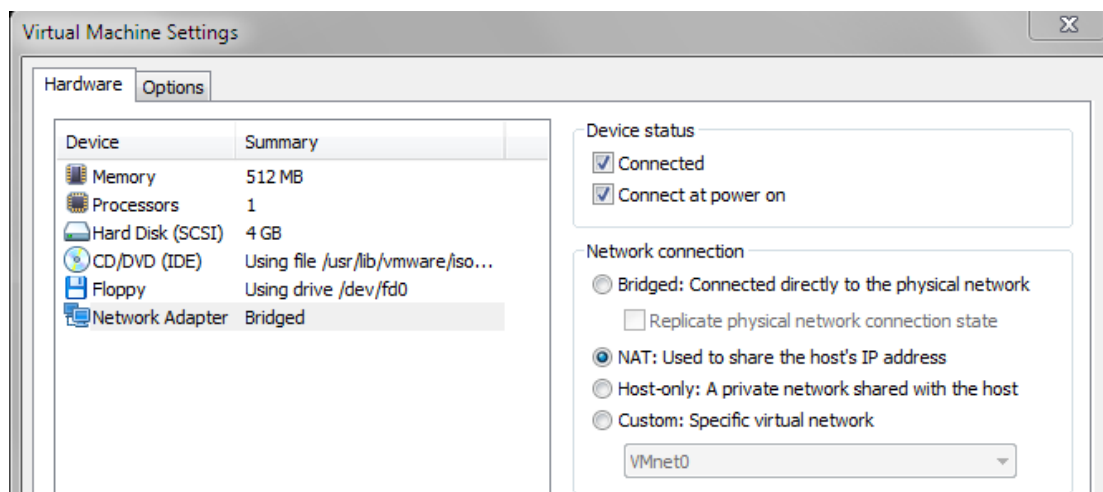 Virtual Machine Settings
Hardware Options
Device Summary
Memory 512 MB
Processors 1
Hard Disk (SCSI) 4 GB
CD/DVD (IDE) Using file /usr/lib/vmware/iso...
Floppy Using drive /dev/fd0
Network Adapter Bridged
Device status
Connected
Connect at power on
Network connection
Bridged: Connected directly to the physical network
Replicate physical network connection state
NAT: Used to share the host's IP address
Host-only: A private network shared with the host
Custom: Specific virtual network
VMnet0